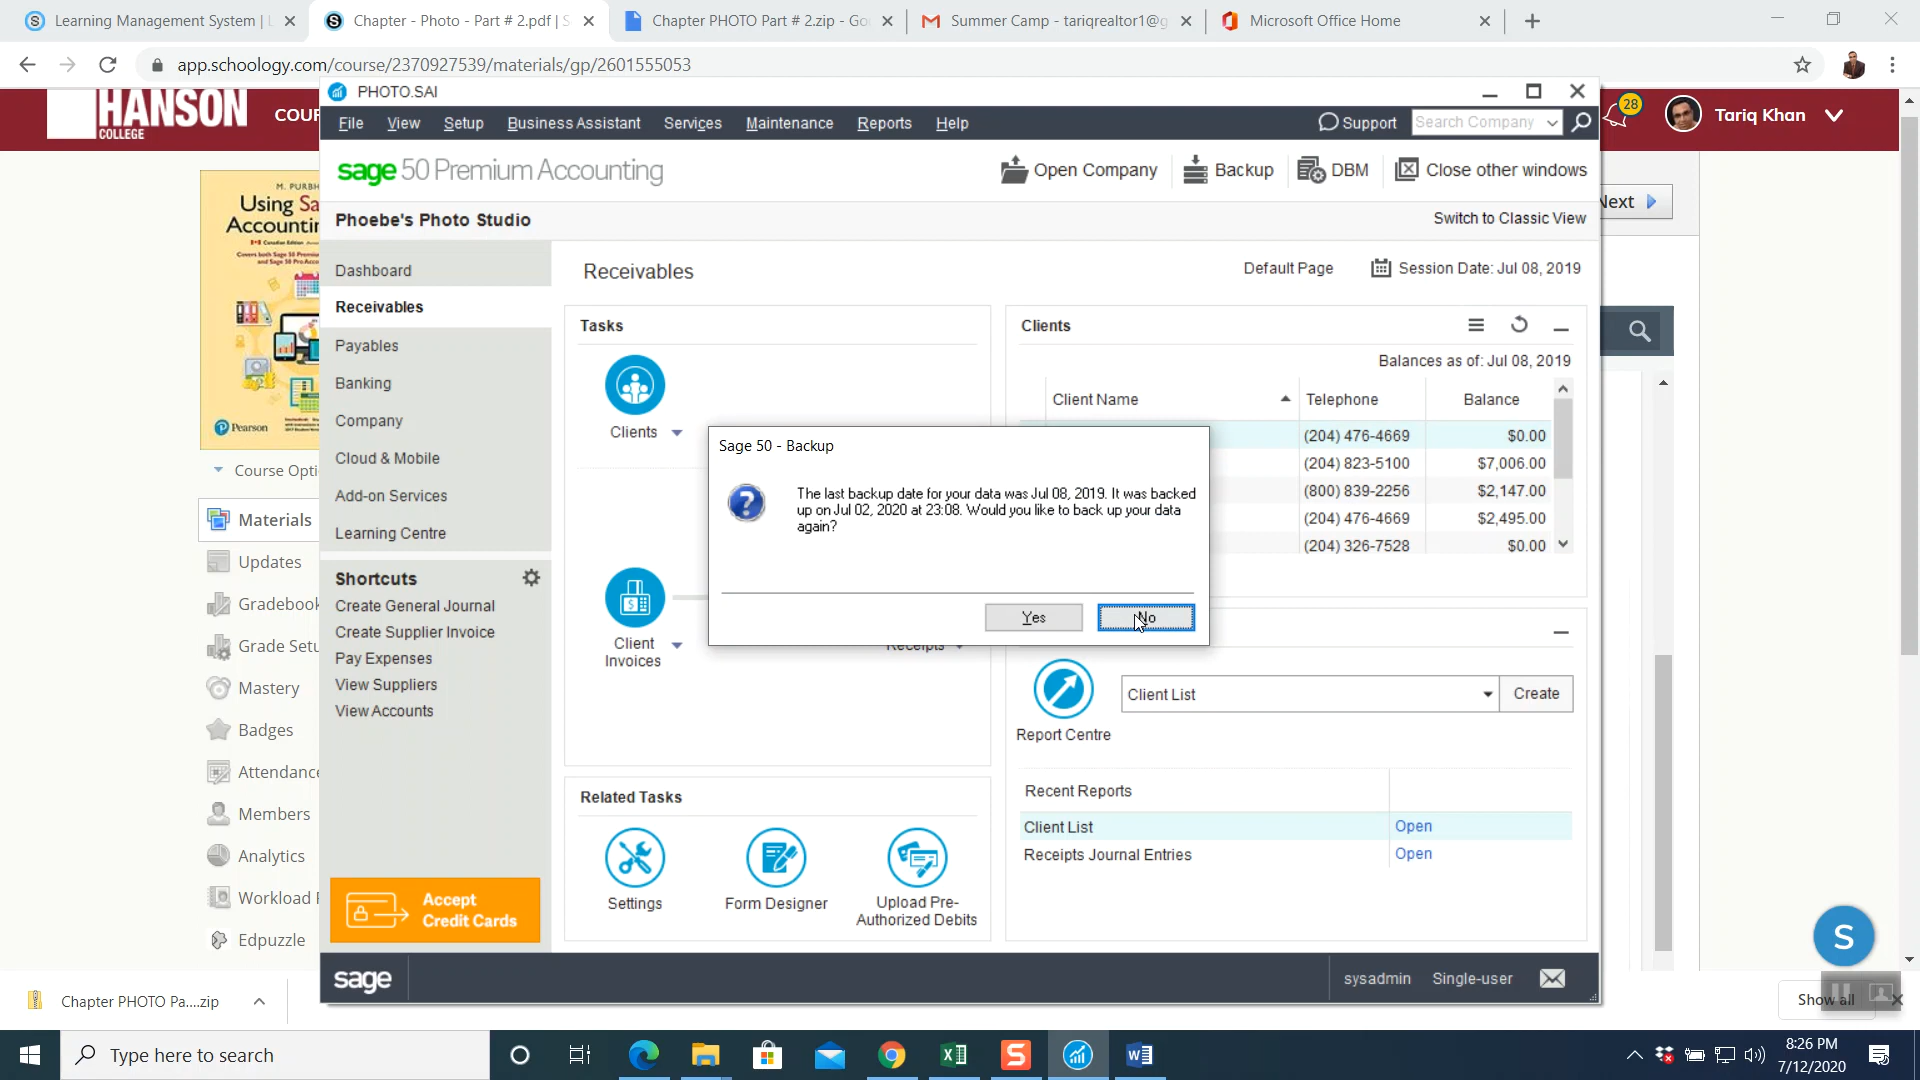 Learning Management System | L
Chapter - Photo - Part # 2.pdf | S
Chapter PHOTO Part # 2.zip - Goo
Summer Camp - tariqrealtor1@g
Microsoft Office Home
app.schoology.com/course/2370927539/materials/gp/2601555053
HANSON
COLLEGE
COUR
28
Tariq Khan
PHOTO.SAI
File
View
Setup
Business Assistant
Services
Maintenance
Reports
Help
Support
Search Company
sage 50 Premium Accounting
Open Company
Backup
DBM
Close other windows
Phoebe's Photo Studio
Switch to Classic View
Next
M. PURBH
Using Sa
Accountin
Pearson
Dashboard
Receivables
Payables
Banking
Company
Cloud & Mobile
Add-on Services
Learning Centre
Shortcuts
Create General Journal
Create Supplier Invoice
Pay Expenses
View Suppliers
View Accounts
Accept
Credit Cards
Receivables
Default Page
Session Date: Jul 08, 2019
Tasks
Clients
Client
Invoices
Receipts
Related Tasks
Settings
Form Designer
Upload Pre-
Authorized Debits
Clients
Balances as of: Jul 08, 2019
Client Name
Telephone
Balance
(204) 476-4669
$0.00
(204) 823-5100
$7,006.00
(800) 839-2256
$2,147.00
(204) 476-4669
$2,495.00
(204) 326-7528
$0.00
Sage 50 - Backup
The last backup date for your data was Jul 08, 2019. It was backed
up on Jul 02, 2020 at 23:08. Would you like to back up your data
again?
Yes
No
Client List
Create
Report Centre
Recent Reports
Client List
Open
Receipts Journal Entries
Open
Course Opti
Materials
Updates
Gradebook
Grade Setu
Mastery
Badges
Attendance
Members
Analytics
Workload P
Edpuzzle
sage
sysadmin
Single-user
S
Chapter PHOTO Pa....zip
Show all
Type here to search
8:26 PM
7/12/2020